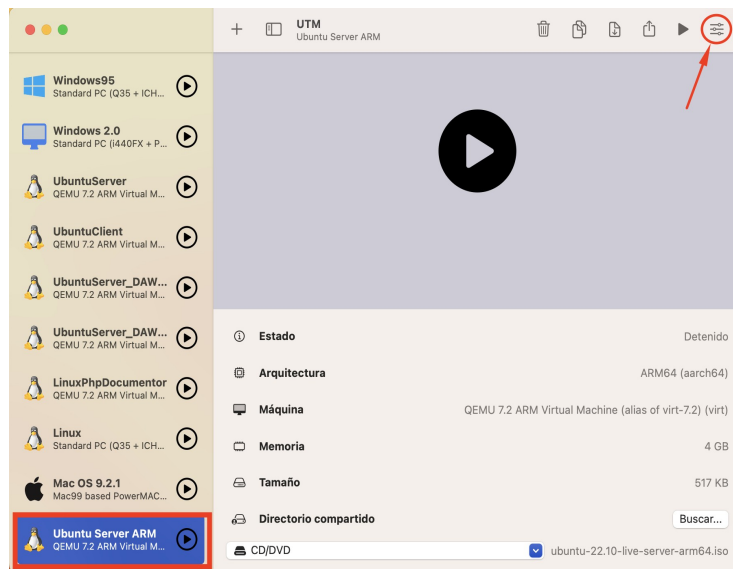 UTM
Ubuntu Server ARM
Windows95
Standard PC (Q35 + ICH...
Windows 2.0
Standard PC (i440FX + P...
UbuntuServer
QEMU 7.2 ARM Virtual M...
UbuntuClient
QEMU 7.2 ARM Virtual M...
UbuntuServer_DAW...
QEMU 7.2 ARM Virtual M...
UbuntuServer_DAW...
QEMU 7.2 ARM Virtual M...
LinuxPhpDocumentor
QEMU 7.2 ARM Virtual M...
Linux
Standard PC (Q35 + ICH...
Mac OS 9.2.1
Mac99 based PowerMAC...
Ubuntu Server ARM
QEMU 7.2 ARM Virtual M...
Estado Detenido
Arquitectura ARM64 (aarch64)
Máquina QEMU 7.2 ARM Virtual Machine (alias of virt-7.2) (virt)
Memoria 4 GB
Tamaño 517 KB
Directorio compartido Buscar...
CD/DVD ubuntu-22.10-live-server-arm64.iso